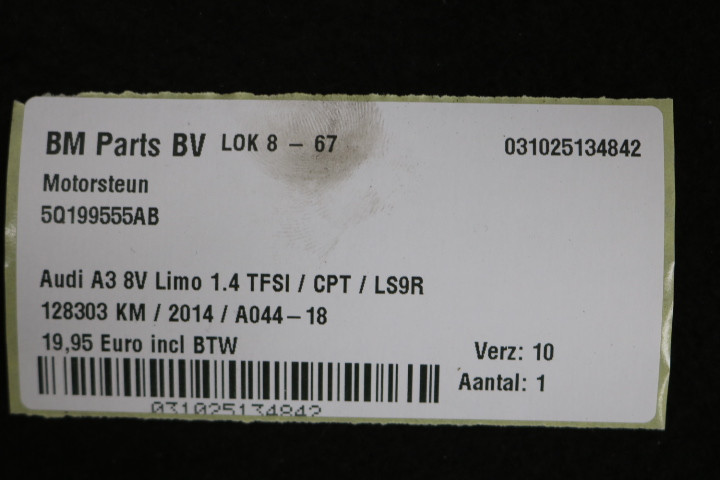 BM Parts BV LOK 8 - 67 031025134842
Motorsteun
5Q199555AB
Audi A3 8V Limo 1.4 TFSI / CPT / LS9R
128303 KM / 2014 / A044-18
19,95 Euro incl BTW
Verz: 10
Aantal: 1
031025134842